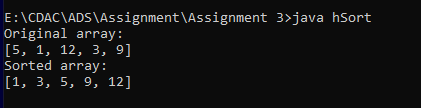 E:\CDAC\ADS\Assignment\Assignment 3>java hSort
Original array:
[5, 1, 12, 3, 9]
Sorted array:
[1, 3, 5, 9, 12]